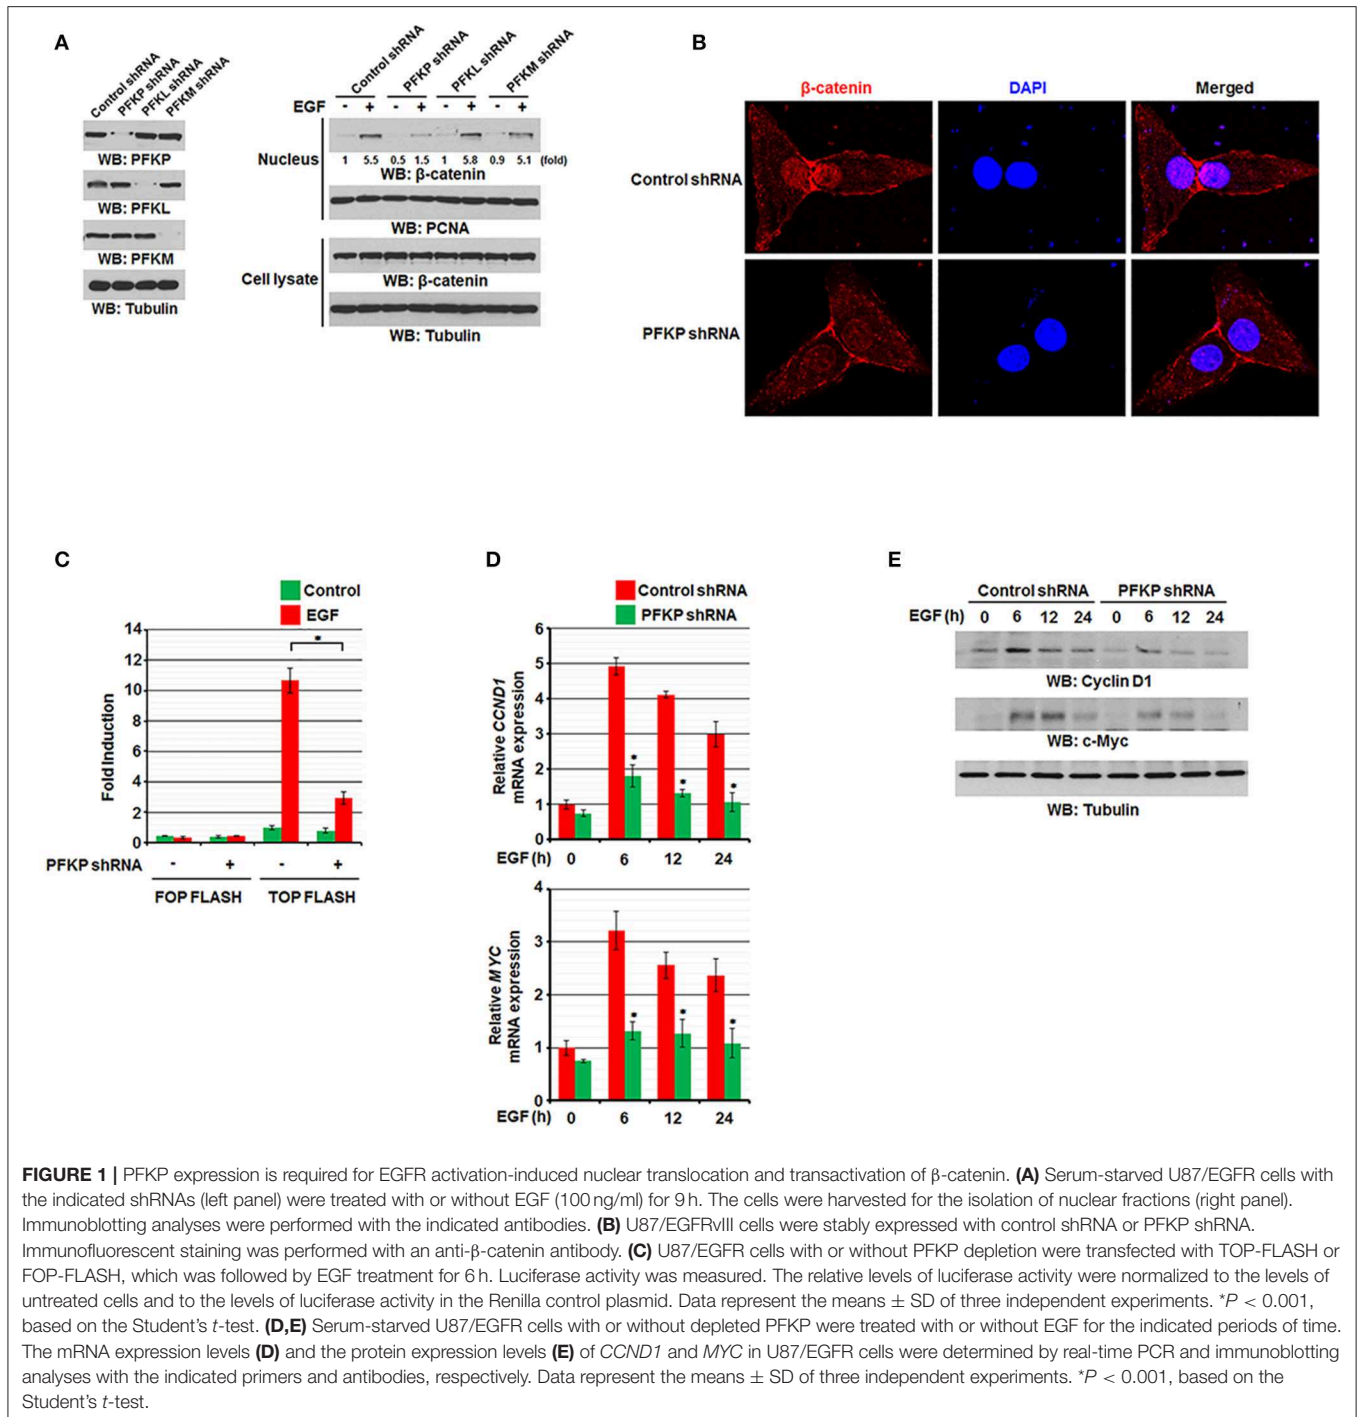 A
Control shRNA
PFKP shRNA
PFKL shRNA
PFKM shRNA
WB: PFKP
WB: PFKL
WB: PFKM
WB: Tubulin
Control shRNA
PFKP shRNA
PFKL shRNA
PFKM shRNA
EGF - + - + - + - +
Nucleus
1 5.5 0.5 1.5 1 5.8 0.9 5.1 (fold)
WB: β-catenin
WB: PCNA
Cell lysate
WB: β-catenin
WB: Tubulin
B
β-catenin DAPI Merged
Control shRNA
PFKP shRNA
C
Control
EGF
Fold Induction
14
12
10
8
6
4
2
0
*
PFKP shRNA - + - +
FOP FLASH TOP FLASH
D
Control shRNA
PFKP shRNA
Relative CCND1
mRNA expression
6
5
4
3
2
1
0
* * *
EGF (h) 0 6 12 24
Relative MYC
mRNA expression
4
3
2
1
0
* * *
EGF (h) 0 6 12 24
E
Control shRNA PFKP shRNA
EGF (h) 0 6 12 24 0 6 12 24
WB: Cyclin D1
WB: c-Myc
WB: Tubulin
FIGURE 1 | PFKP expression is required for EGFR activation-induced nuclear translocation and transactivation of β-catenin. (A) Serum-starved U87/EGFR cells with
the indicated shRNAs (left panel) were treated with or without EGF (100 ng/ml) for 9 h. The cells were harvested for the isolation of nuclear fractions (right panel).
Immunoblotting analyses were performed with the indicated antibodies. (B) U87/EGFRvIII cells were stably expressed with control shRNA or PFKP shRNA.
Immunofluorescent staining was performed with an anti-β-catenin antibody. (C) U87/EGFR cells with or without PFKP depletion were transfected with TOP-FLASH or
FOP-FLASH, which was followed by EGF treatment for 6 h. Luciferase activity was measured. The relative levels of luciferase activity were normalized to the levels of
untreated cells and to the levels of luciferase activity in the Renilla control plasmid. Data represent the means ± SD of three independent experiments. *P < 0.001,
based on the Student's t-test. (D,E) Serum-starved U87/EGFR cells with or without depleted PFKP were treated with or without EGF for the indicated periods of time.
The mRNA expression levels (D) and the protein expression levels (E) of CCND1 and MYC in U87/EGFR cells were determined by real-time PCR and immunoblotting
analyses with the indicated primers and antibodies, respectively. Data represent the means ± SD of three independent experiments. *P < 0.001, based on the
Student's t-test.